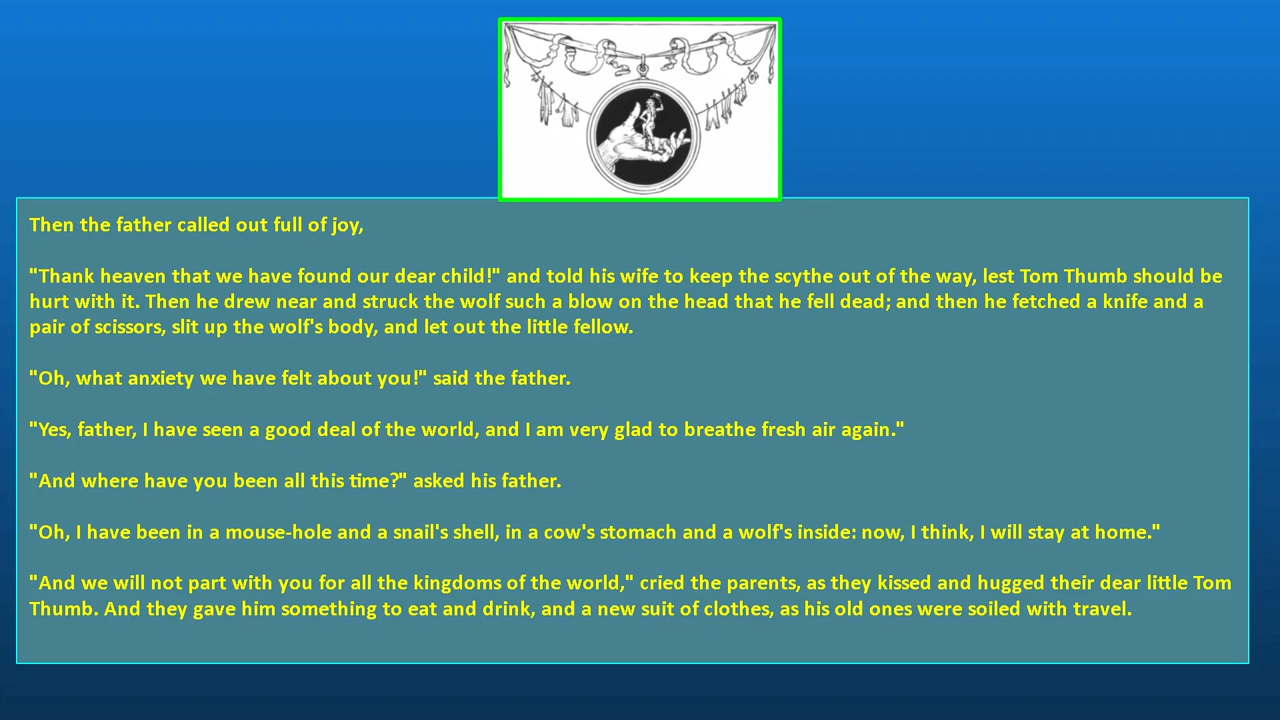 Then the father called out full of joy,
"Thank heaven that we have found our dear child!" and told his wife to keep the scythe out of the way, lest Tom Thumb should be
hurt with it. Then he drew near and struck the wolf such a blow on the head that he fell dead; and then he fetched a knife and a
pair of scissors, slit up the wolf's body, and let out the little fellow.
"Oh, what anxiety we have felt about you!" said the father.
"Yes, father, I have seen a good deal of the world, and I am very glad to breathe fresh air again."
"And where have you been all this time?" asked his father.
"Oh, I have been in a mouse-hole and a snail's shell, in a cow's stomach and a wolf's inside: now, I think, I will stay at home."
"And we will not part with you for all the kingdoms of the world," cried the parents, as they kissed and hugged their dear little Tom
Thumb. And they gave him something to eat and drink, and a new suit of clothes, as his old ones were soiled with travel.